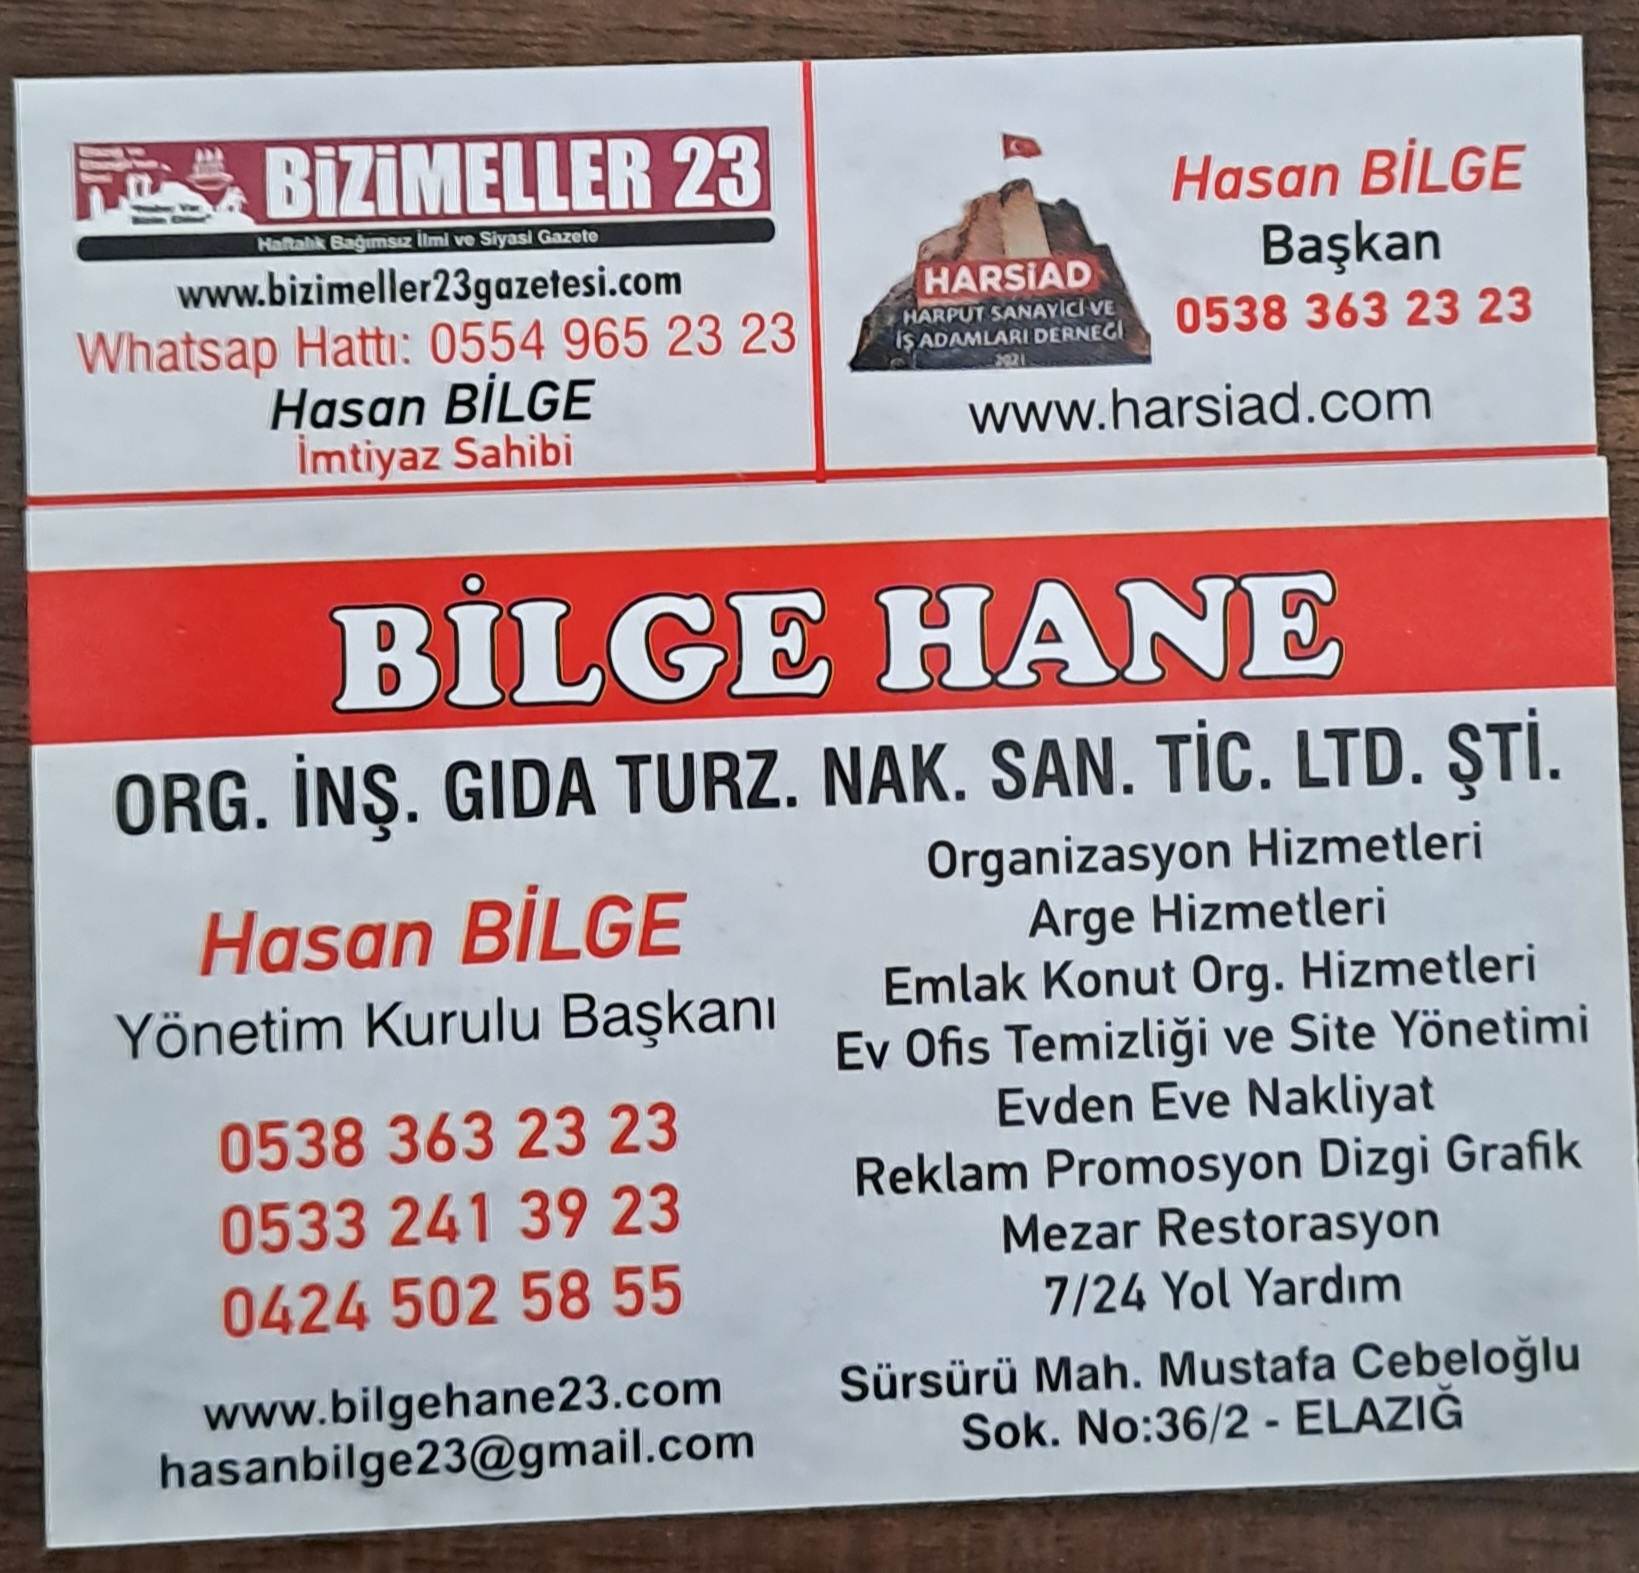 BİZİMELLER 23
Haftalık Bağımsız İlmi ve Siyasi Gazete
www.bizimeller23gazetesi.com
Whatsap Hattı: 0554 965 23 23
Hasan BİLGE
İmtiyaz Sahibi
HARSİAD
HARPUT SANAYİCİ VE
İŞ ADAMLARI DERNEĞİ
2021
Hasan BİLGE
Başkan
0538 363 23 23
www.harsiad.com
BİLGE HANE
ORG. İNŞ. GIDA TURZ. NAK. SAN. TİC. LTD. ŞTİ.
Hasan BİLGE
Yönetim Kurulu Başkanı
0538 363 23 23
0533 241 39 23
0424 502 58 55
www.bilgehane23.com
hasanbilge23@gmail.com
Organizasyon Hizmetleri
Arge Hizmetleri
Emlak Konut Org. Hizmetleri
Ev Ofis Temizliği ve Site Yönetimi
Evden Eve Nakliyat
Reklam Promosyon Dizgi Grafik
Mezar Restorasyon
7/24 Yol Yardım
Sürsürü Mah. Mustafa Cebeloğlu
Sok. No:36/2 - ELAZIĞ